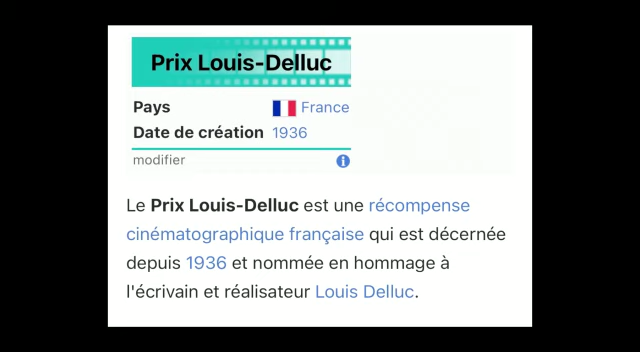 Prix Louis-Delluc
Pays France
Date de création 1936
modifier
Le Prix Louis-Delluc est une récompense
cinématographique française qui est décernée
depuis 1936 et nommée en hommage à
l'écrivain et réalisateur Louis Delluc.